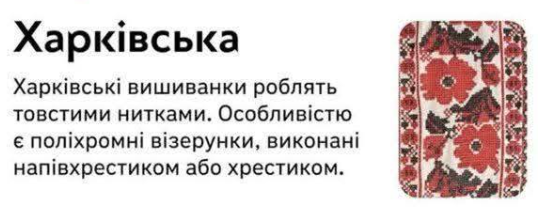 Харківська
Харківські вишиванки роблять
товстими нитками. Особливістю
є поліхромні візерунки, виконані
напівхрестиком або хрестиком.